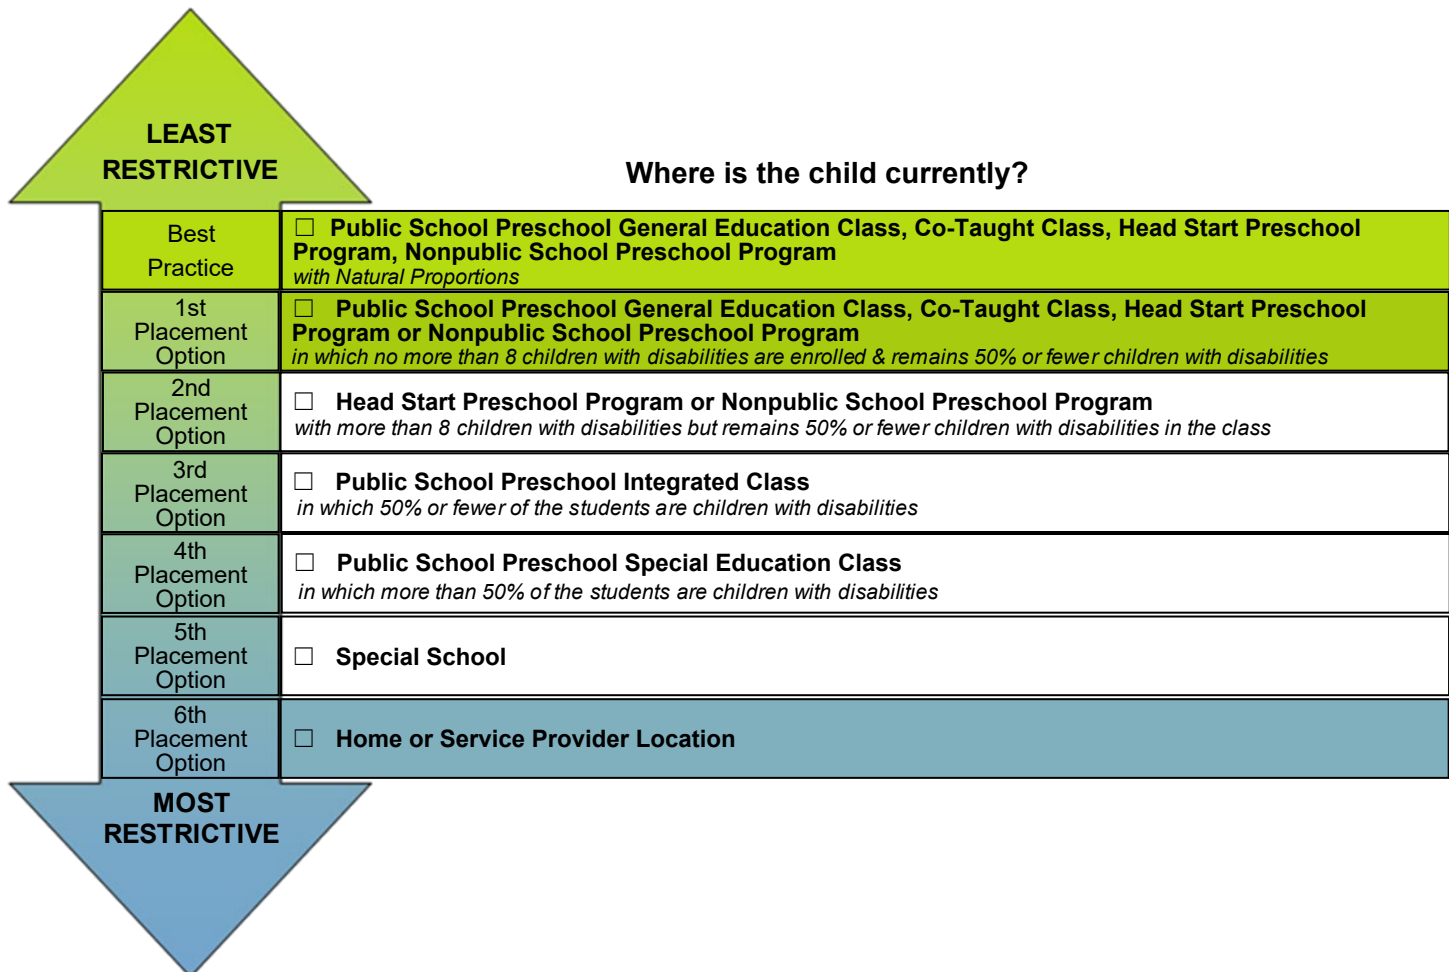 LEAST
RESTRICTIVE
Where is the child currently?
Best
Practice
☐ Public School Preschool General Education Class, Co-Taught Class, Head Start Preschool
Program, Nonpublic School Preschool Program
with Natural Proportions
1st
Placement
Option
☐ Public School Preschool General Education Class, Co-Taught Class, Head Start Preschool
Program or Nonpublic School Preschool Program
in which no more than 8 children with disabilities are enrolled & remains 50% or fewer children with disabilities
2nd
Placement
Option
☐ Head Start Preschool Program or Nonpublic School Preschool Program
with more than 8 children with disabilities but remains 50% or fewer children with disabilities in the class
3rd
Placement
Option
☐ Public School Preschool Integrated Class
in which 50% or fewer of the students are children with disabilities
4th
Placement
Option
☐ Public School Preschool Special Education Class
in which more than 50% of the students are children with disabilities
5th
Placement
Option
☐ Special School
6th
Placement
Option
☐ Home or Service Provider Location
MOST
RESTRICTIVE